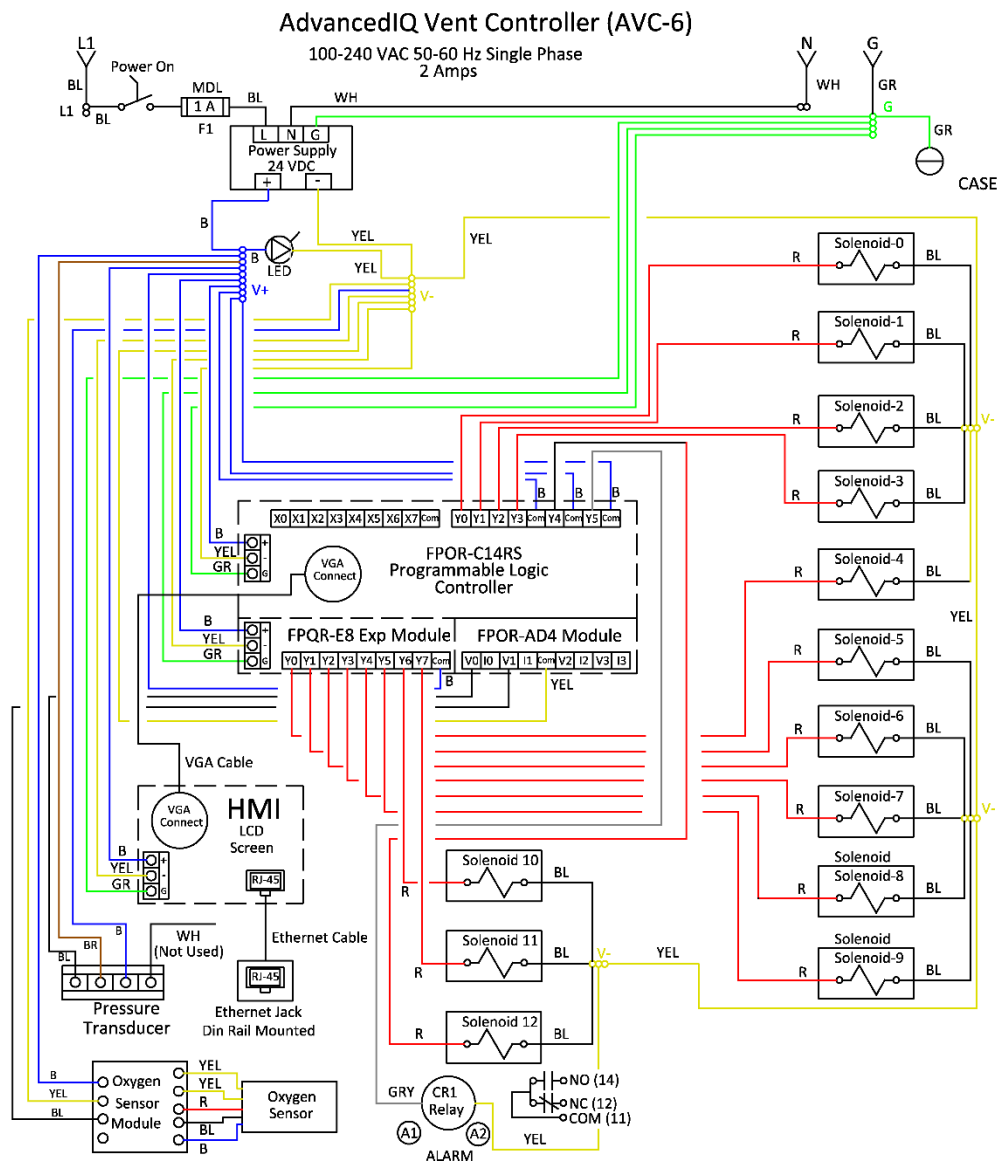 AdvancedIQ Vent Controller (AVC-6)
100-240 VAC 50-60 Hz Single Phase
2 Amps
L1
N
G
Power On
BL
MDL
WH
GR
L1
BL
1 A
BL
WH
G
F1
GR
L N G
Power Supply
24 VDC
+ -
CASE
B
YEL
YEL
B
LED
YEL
V+
V-
Solenoid-0
R
BL
Solenoid-1
R
BL
Solenoid-2
R
BL
V-
Solenoid-3
R
BL
B B B
X0 X1 X2 X3 X4 X5 X6 X7 Com
Y0 Y1 Y2 Y3 Com Y4 Com Y5 Com
B +
YEL -
GR G
VGA
Connect
FPOR-C14RS
Programmable Logic
Controller
Solenoid-4
R
BL
YEL
B +
YEL -
GR G
FPQR-E8 Exp Module
FPOR-AD4 Module
Y0 Y1 Y2 Y3 Y4 Y5 Y6 Y7 Com
V0 I0 V1 I1 Com V2 I2 V3 I3
B
YEL
Solenoid-5
R
BL
Solenoid-6
R
BL
VGA Cable
Solenoid-7
R
BL
V-
VGA
Connect
HMI
LCD
Screen
B +
YEL -
GR G
RJ-45
Solenoid 10
R
BL
Solenoid
Solenoid-8
R
BL
B
WH
(Not Used)
BR
BL
Ethernet Cable
Solenoid 11
R
BL
V-
YEL
Solenoid
Solenoid-9
R
BL
RJ-45
Pressure
Transducer
Ethernet Jack
Din Rail Mounted
Solenoid 12
R
BL
B
YEL
BL
Oxygen
Sensor
Module
YEL
YEL
R
BL
B
Oxygen
Sensor
GRY
CR1
Relay
A1
A2
YEL
ALARM
NO (14)
NC (12)
COM (11)